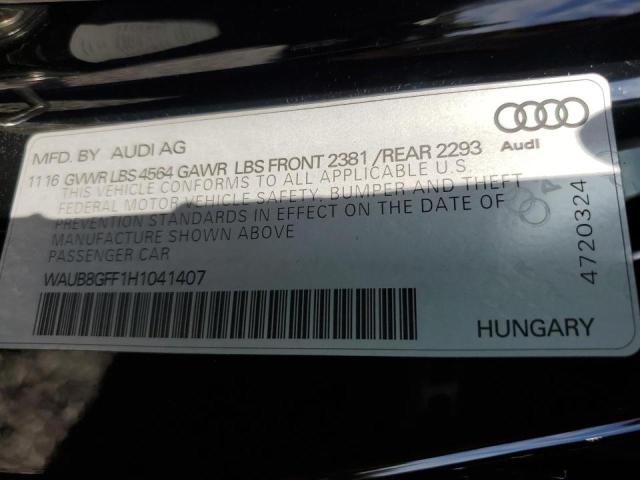 MFD. BY AUDI AG
11 16 GVWR LBS 4564 GAWR LBS FRONT 2381 /REAR 2293
THIS VEHICLE CONFORMS TO ALL APPLICABLE U.S.
FEDERAL MOTOR VEHICLE SAFETY. BUMPER AND THEFT
PREVENTION STANDARDS IN EFFECT ON THE DATE OF
MANUFACTURE SHOWN ABOVE
PASSENGER CAR
WAUB8GFF1H1041407
Audi
4720324
HUNGARY